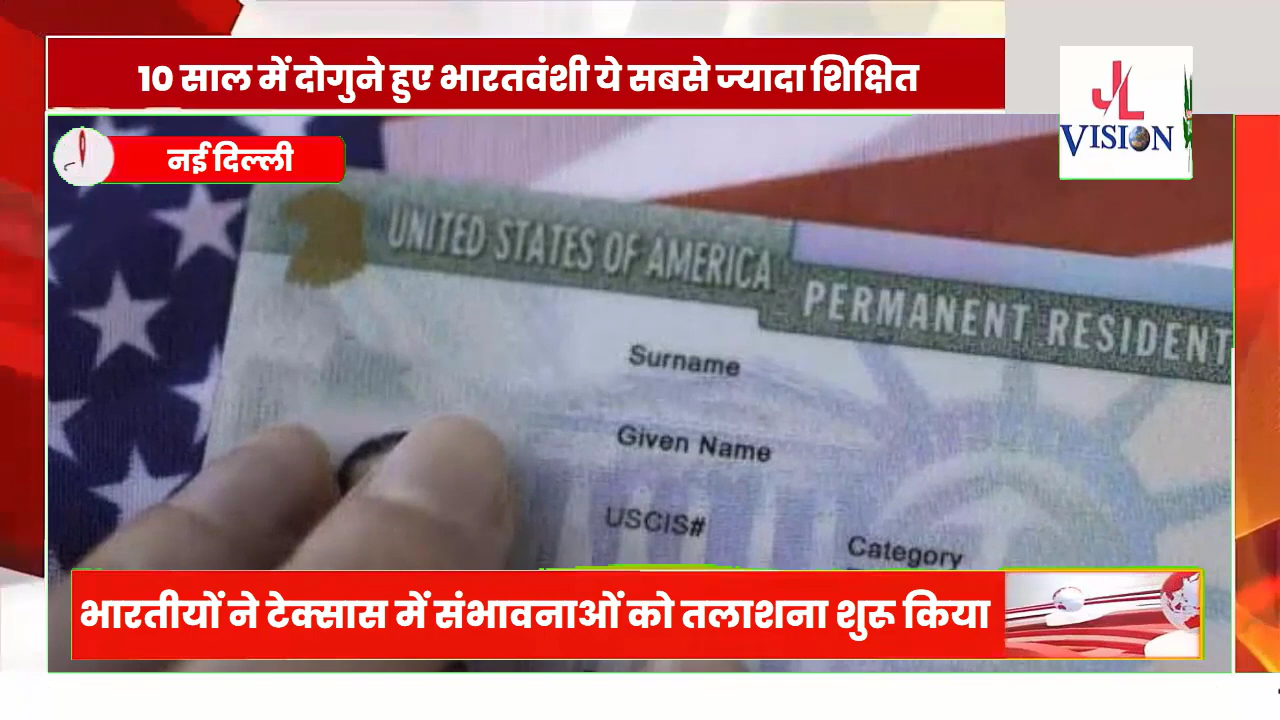 10 साल में दोगुने हुए भारतवंशी ये सबसे ज्यादा शिक्षित
JL
VISION
नई दिल्ली
UNITED STATES OF AMERICA
PERMANENT RESIDENT
Surname
Given Name
USCIS#
Category
भारतीयों ने टेक्सास में संभावनाओं को तलाशना शुरू किया